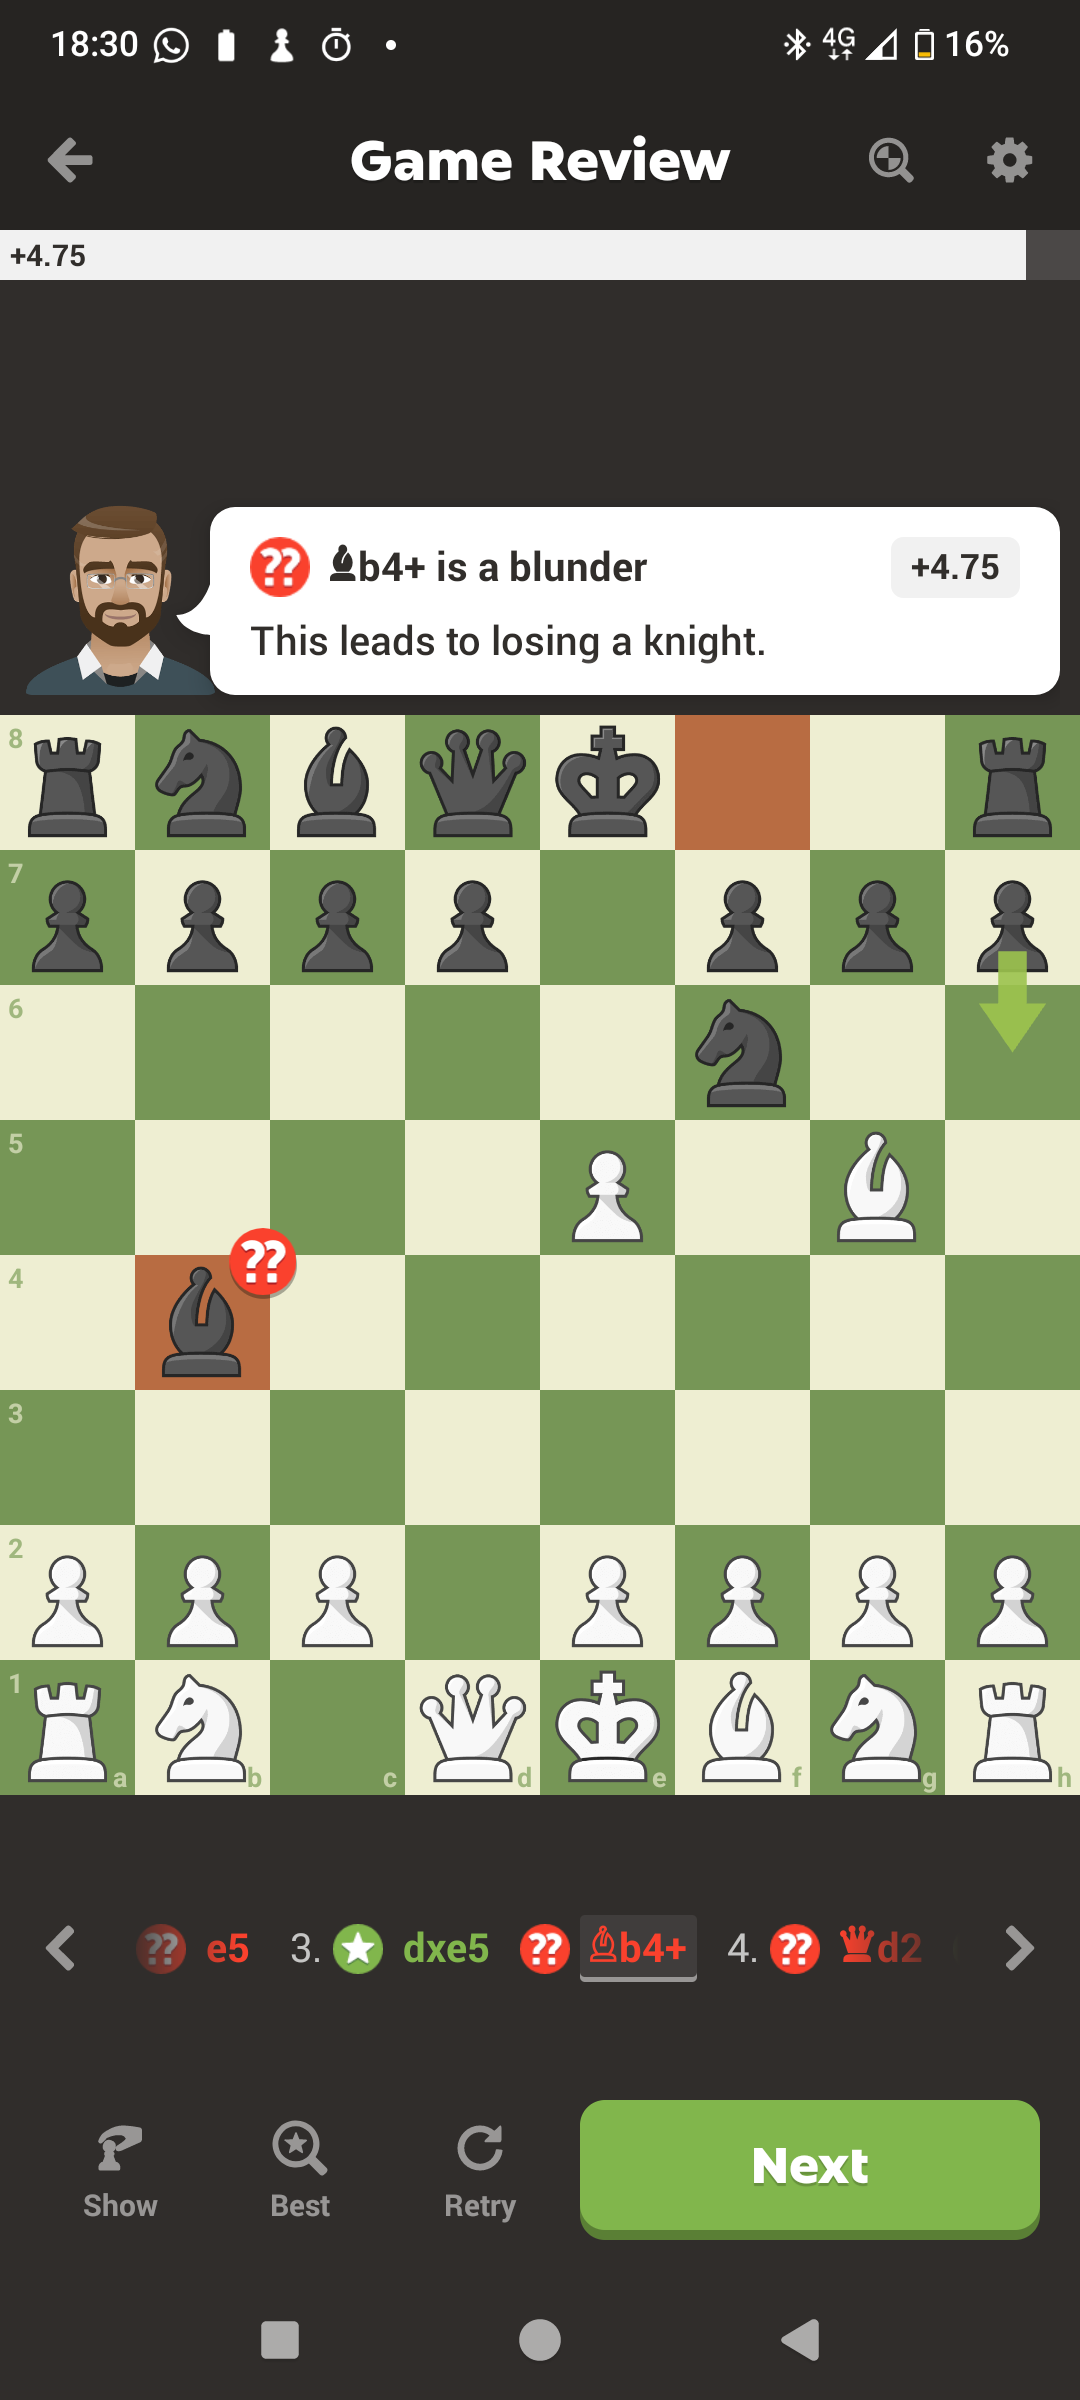 18:30 4G 16%
Game Review
+4.75
?? b4+ is a blunder +4.75
This leads to losing a knight.
8
7
6
5
??
4
3
2
1
a b c d e f g h
?? e5 3. dxe5 ?? b4+ 4. ?? d2
Show Best Retry Next